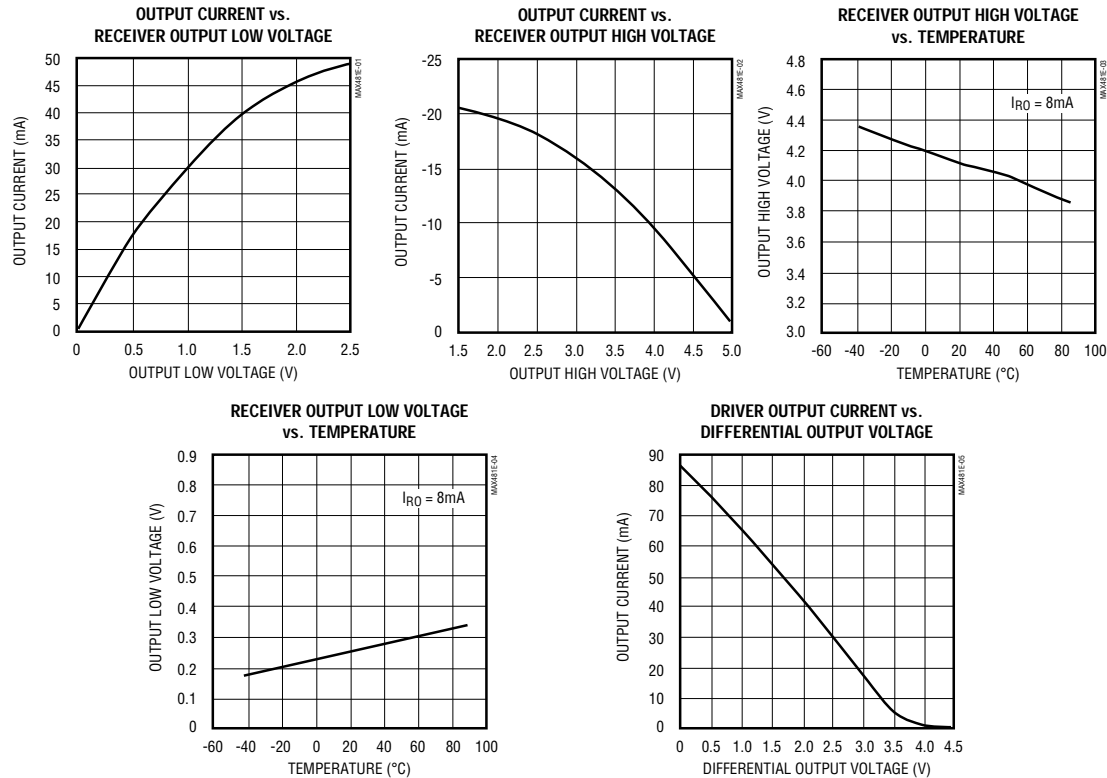 OUTPUT CURRENT vs.
RECEIVER OUTPUT LOW VOLTAGE
50
45
40
35
30
25
20
15
10
5
0
OUTPUT CURRENT (mA)
0 0.5 1.0 1.5 2.0 2.5
OUTPUT LOW VOLTAGE (V)
MAX481E-01
OUTPUT CURRENT vs.
RECEIVER OUTPUT HIGH VOLTAGE
-25
-20
-15
-10
-5
0
OUTPUT CURRENT (mA)
1.5 2.0 2.5 3.0 3.5 4.0 4.5 5.0
OUTPUT HIGH VOLTAGE (V)
MAX481E-02
RECEIVER OUTPUT HIGH VOLTAGE
vs. TEMPERATURE
4.8
4.6
4.4
4.2
4.0
3.8
3.6
3.4
3.2
3.0
OUTPUT HIGH VOLTAGE (V)
IRO = 8mA
-60 -40 -20 0 20 40 60 80 100
TEMPERATURE (°C)
MAX481E-03
RECEIVER OUTPUT LOW VOLTAGE
vs. TEMPERATURE
0.9
0.8
0.7
0.6
0.5
0.4
0.3
0.2
0.1
0
OUTPUT LOW VOLTAGE (V)
IRO = 8mA
-60 -40 -20 0 20 40 60 80 100
TEMPERATURE (°C)
MAX481E-04
DRIVER OUTPUT CURRENT vs.
DIFFERENTIAL OUTPUT VOLTAGE
90
80
70
60
50
40
30
20
10
0
OUTPUT CURRENT (mA)
0 0.5 1.0 1.5 2.0 2.5 3.0 3.5 4.0 4.5
DIFFERENTIAL OUTPUT VOLTAGE (V)
MAX481E-05